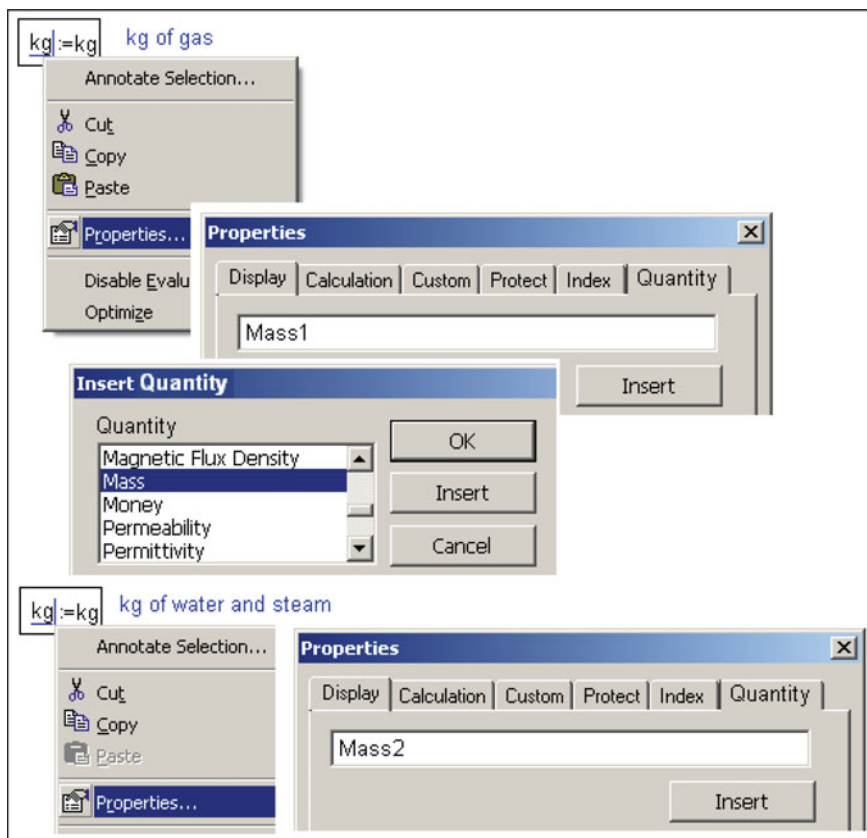 kg:=kg kg of gas
Annotate Selection...
Cut
Copy
Paste
Properties...
Disable Evalu
Optimize
Properties
Display Calculation Custom Protect Index Quantity
Mass1
Insert
Insert Quantity
Quantity
Magnetic Flux Density
Mass
Money
Permeability
Permittivity
OK
Insert
Cancel
kg:=kg kg of water and steam
Annotate Selection...
Cut
Copy
Paste
Properties...
Properties
Display Calculation Custom Protect Index Quantity
Mass2
Insert